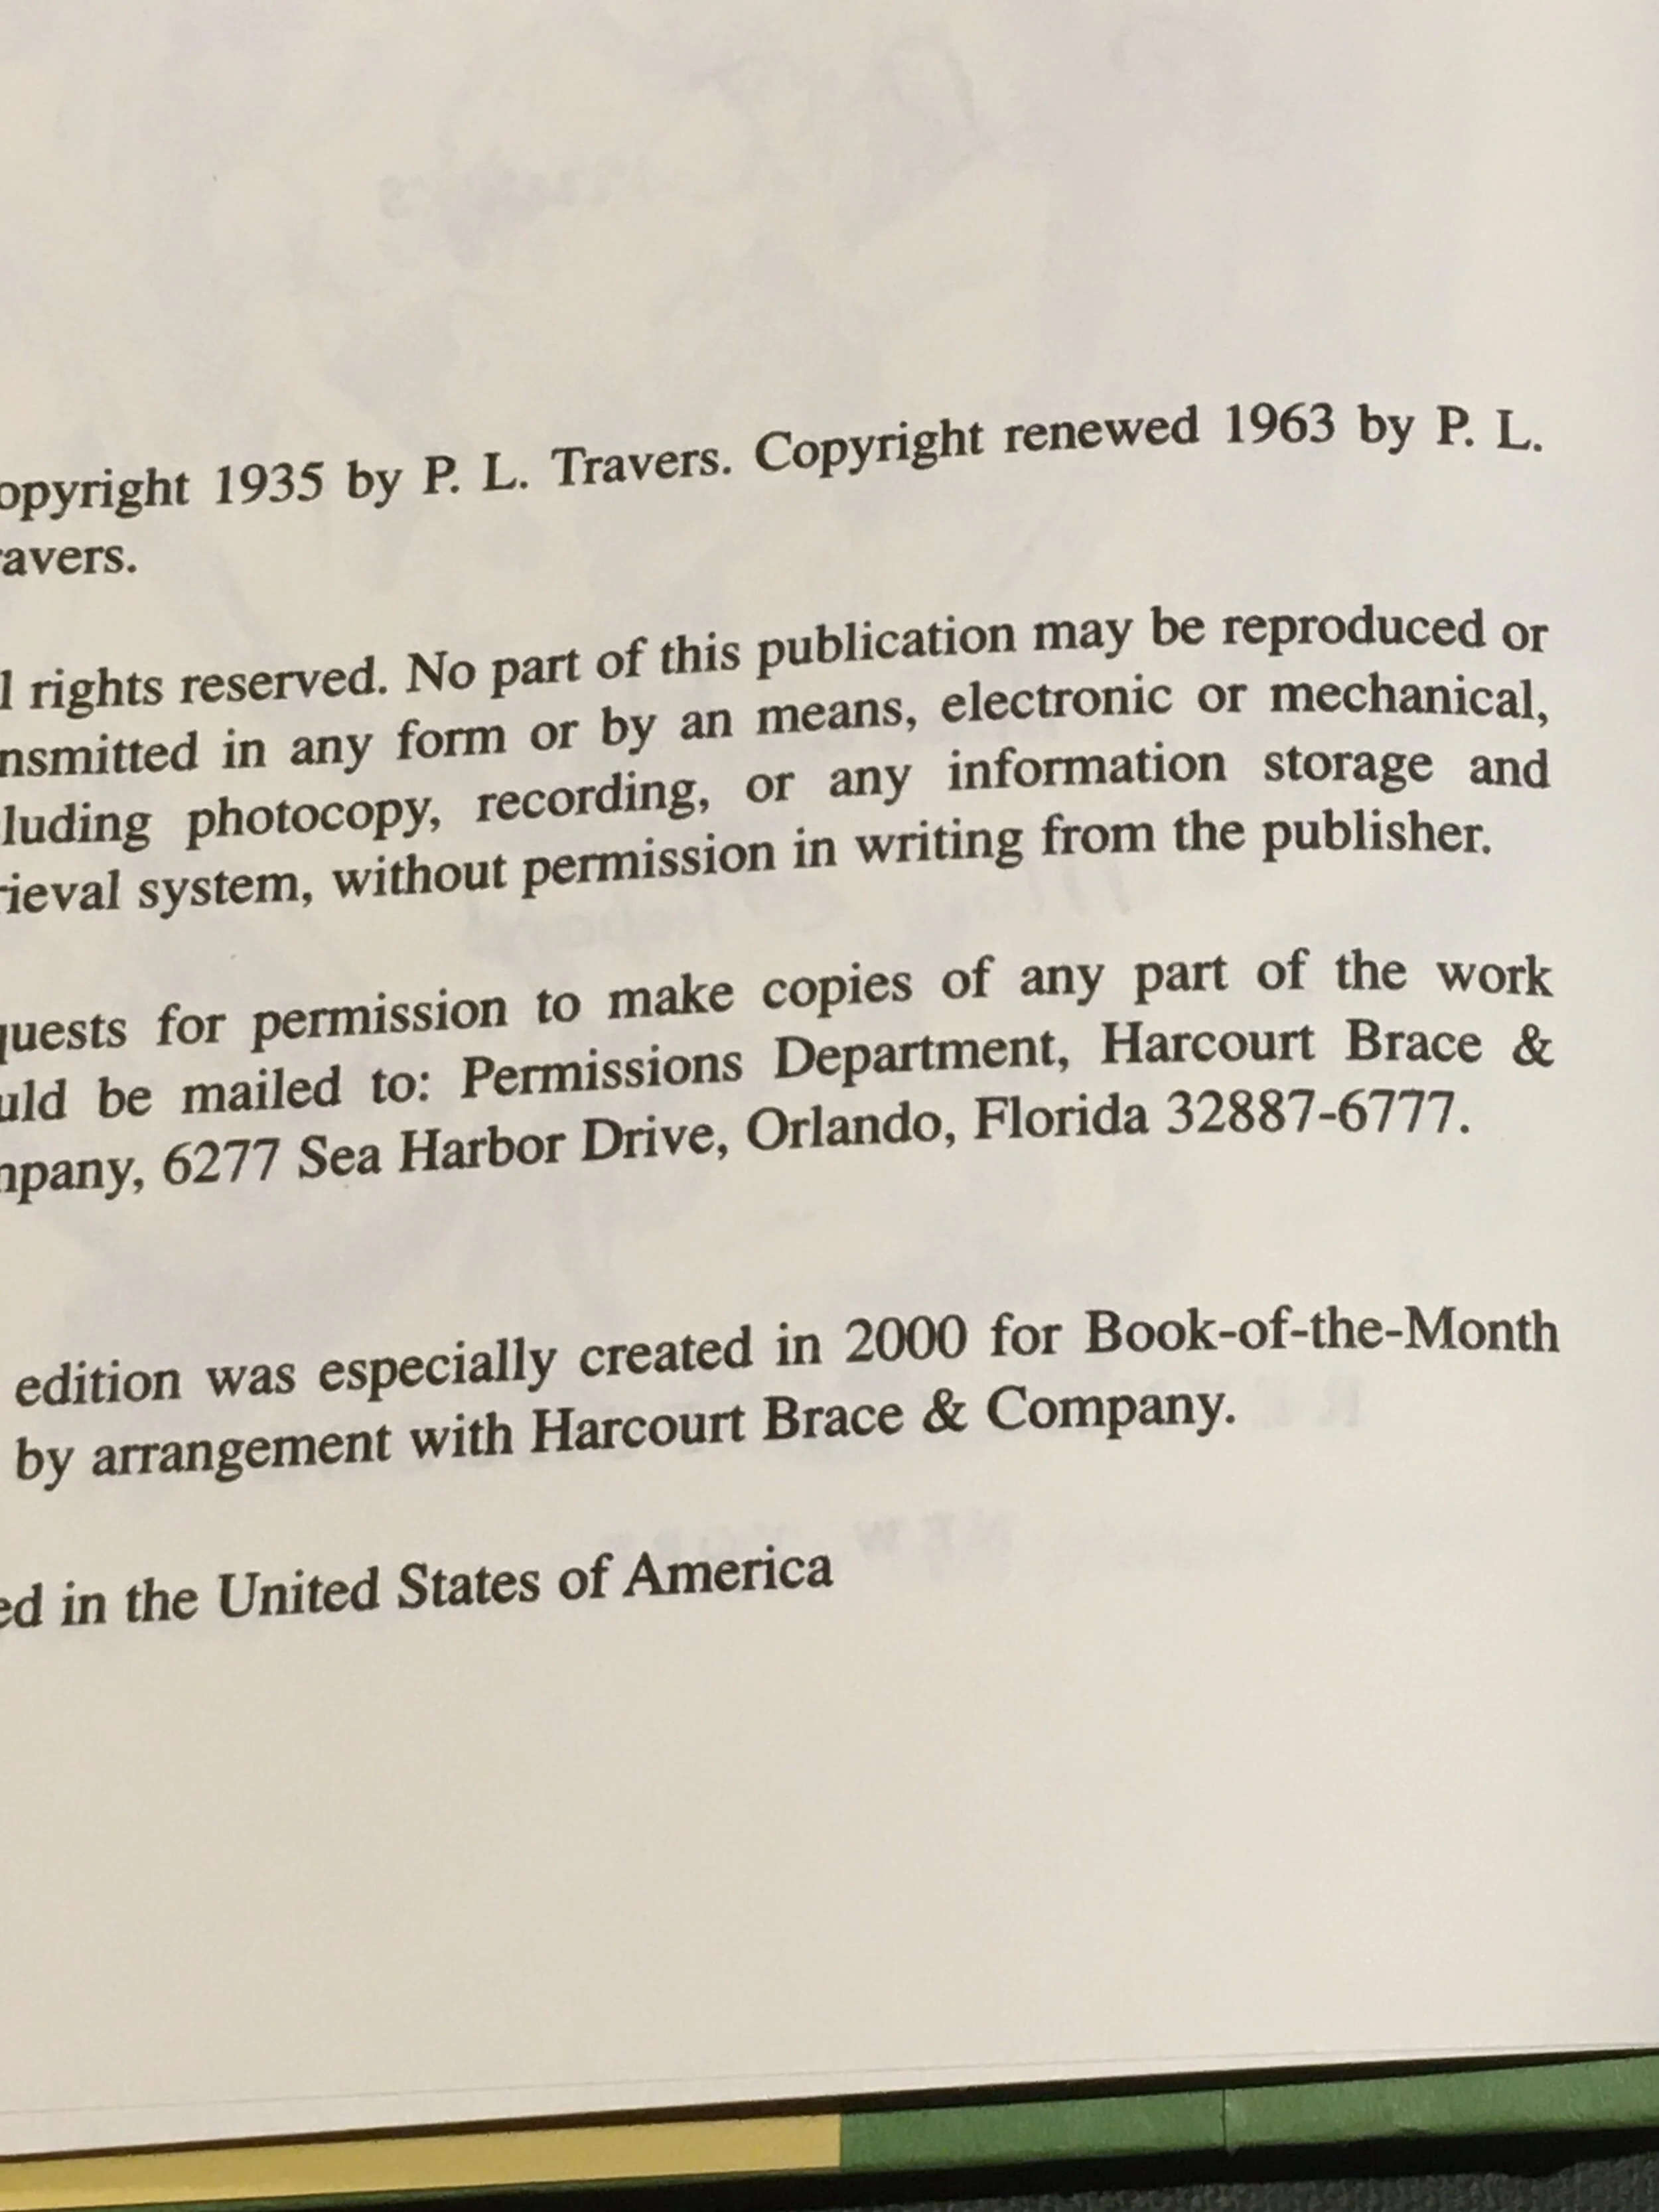 opyright 1935 by P. L. Travers. Copyright renewed 1963 by P. L.
ravers.
l rights reserved. No part of this publication may be reproduced or
nsmitted in any form or by an means, electronic or mechanical,
luding photocopy, recording, or any information storage and
rieval system, without permission in writing from the publisher.
quests for permission to make copies of any part of the work
uld be mailed to: Permissions Department, Harcourt Brace &
mpany, 6277 Sea Harbor Drive, Orlando, Florida 32887-6777.
edition was especially created in 2000 for Book-of-the-Month
by arrangement with Harcourt Brace & Company.
ed in the United States of America